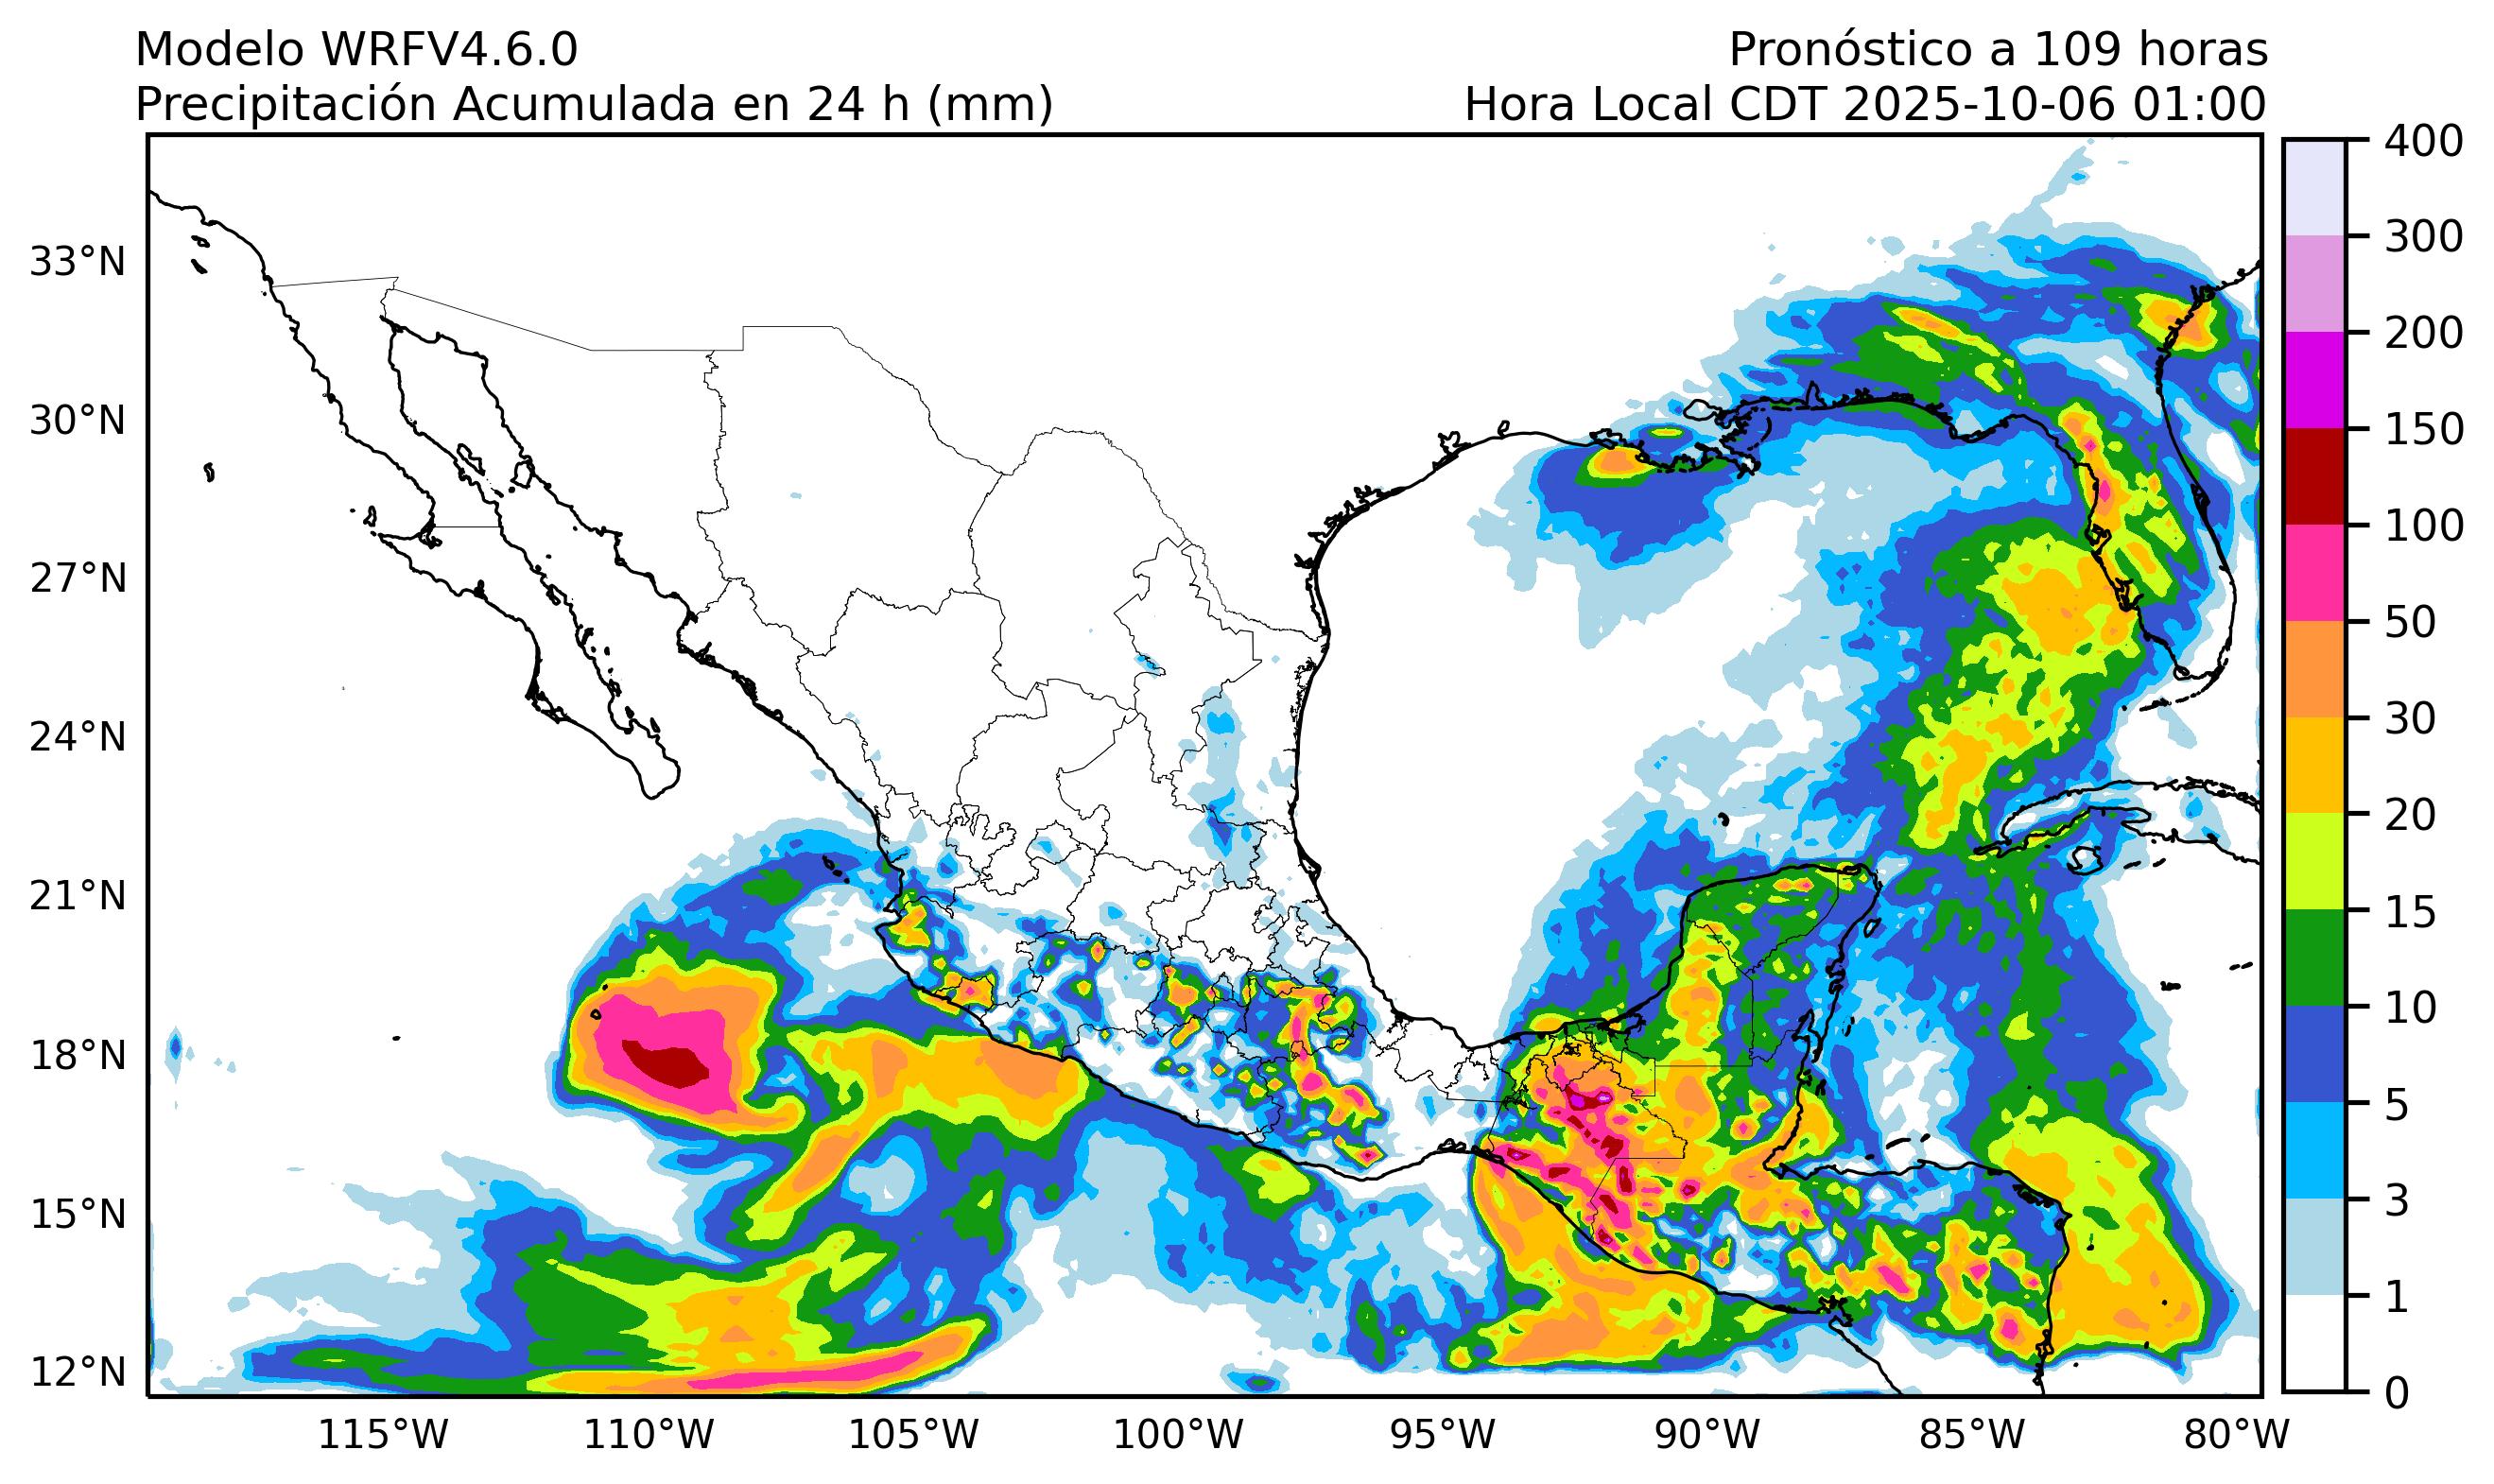 Modelo WRFV4.6.0
Pronóstico a 109 horas
Precipitación Acumulada en 24 h (mm)
Hora Local CDT 2025-10-06 01:00
33°N
30°N
27°N
24°N
21°N
18°N
15°N
12°N
115°W
110°W
105°W
100°W
95°W
90°W
85°W
80°W
400
300
200
150
100
50
30
20
15
10
5
3
1
0